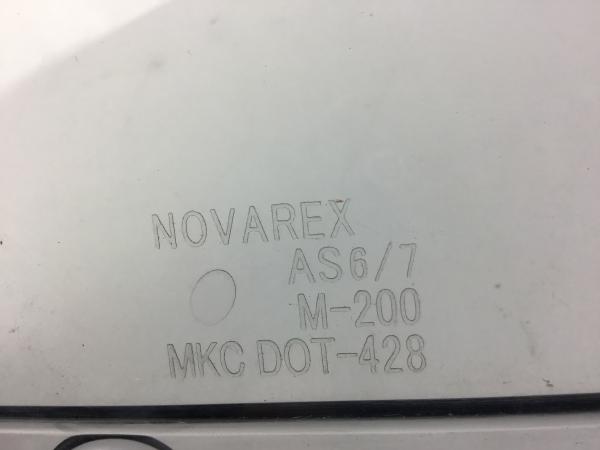 NOVAREX
AS6/7
M-200
MKC DOT-428